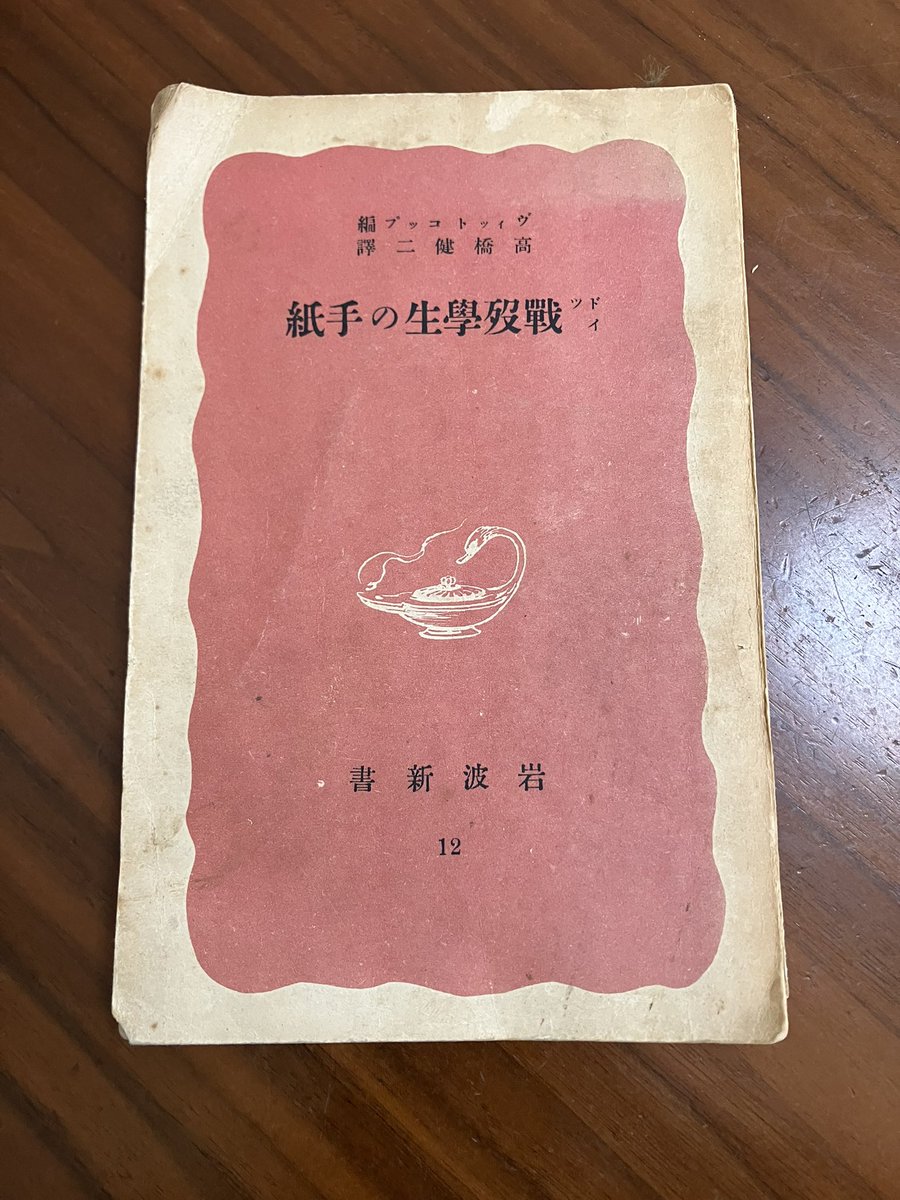 ヴィットコップ編
高橋健二譯
ドイツ戰歿學生の手紙
岩波新書
12